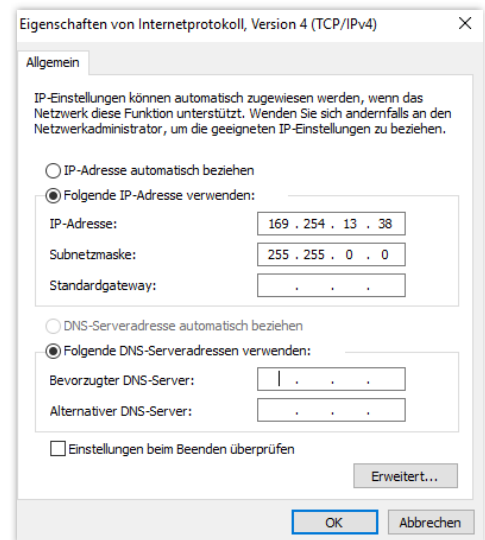 Eigenschaften von Internetprotokoll, Version 4 (TCP/IPv4)
Allgemein
IP-Einstellungen können automatisch zugewiesen werden, wenn das
Netzwerk diese Funktion unterstützt. Wenden Sie sich andernfalls an den
Netzwerkadministrator, um die geeigneten IP-Einstellungen zu beziehen.
IP-Adresse automatisch beziehen
Folgende IP-Adresse verwenden:
IP-Adresse: 169 . 254 . 13 . 38
Subnetzmaske: 255 . 255 . 0 . 0
Standardgateway: . . .
DNS-Serveradresse automatisch beziehen
Folgende DNS-Serveradressen verwenden:
Bevorzugter DNS-Server: . . .
Alternativer DNS-Server: . . .
Einstellungen beim Beenden überprüfen
Erweitert...
OK Abbrechen